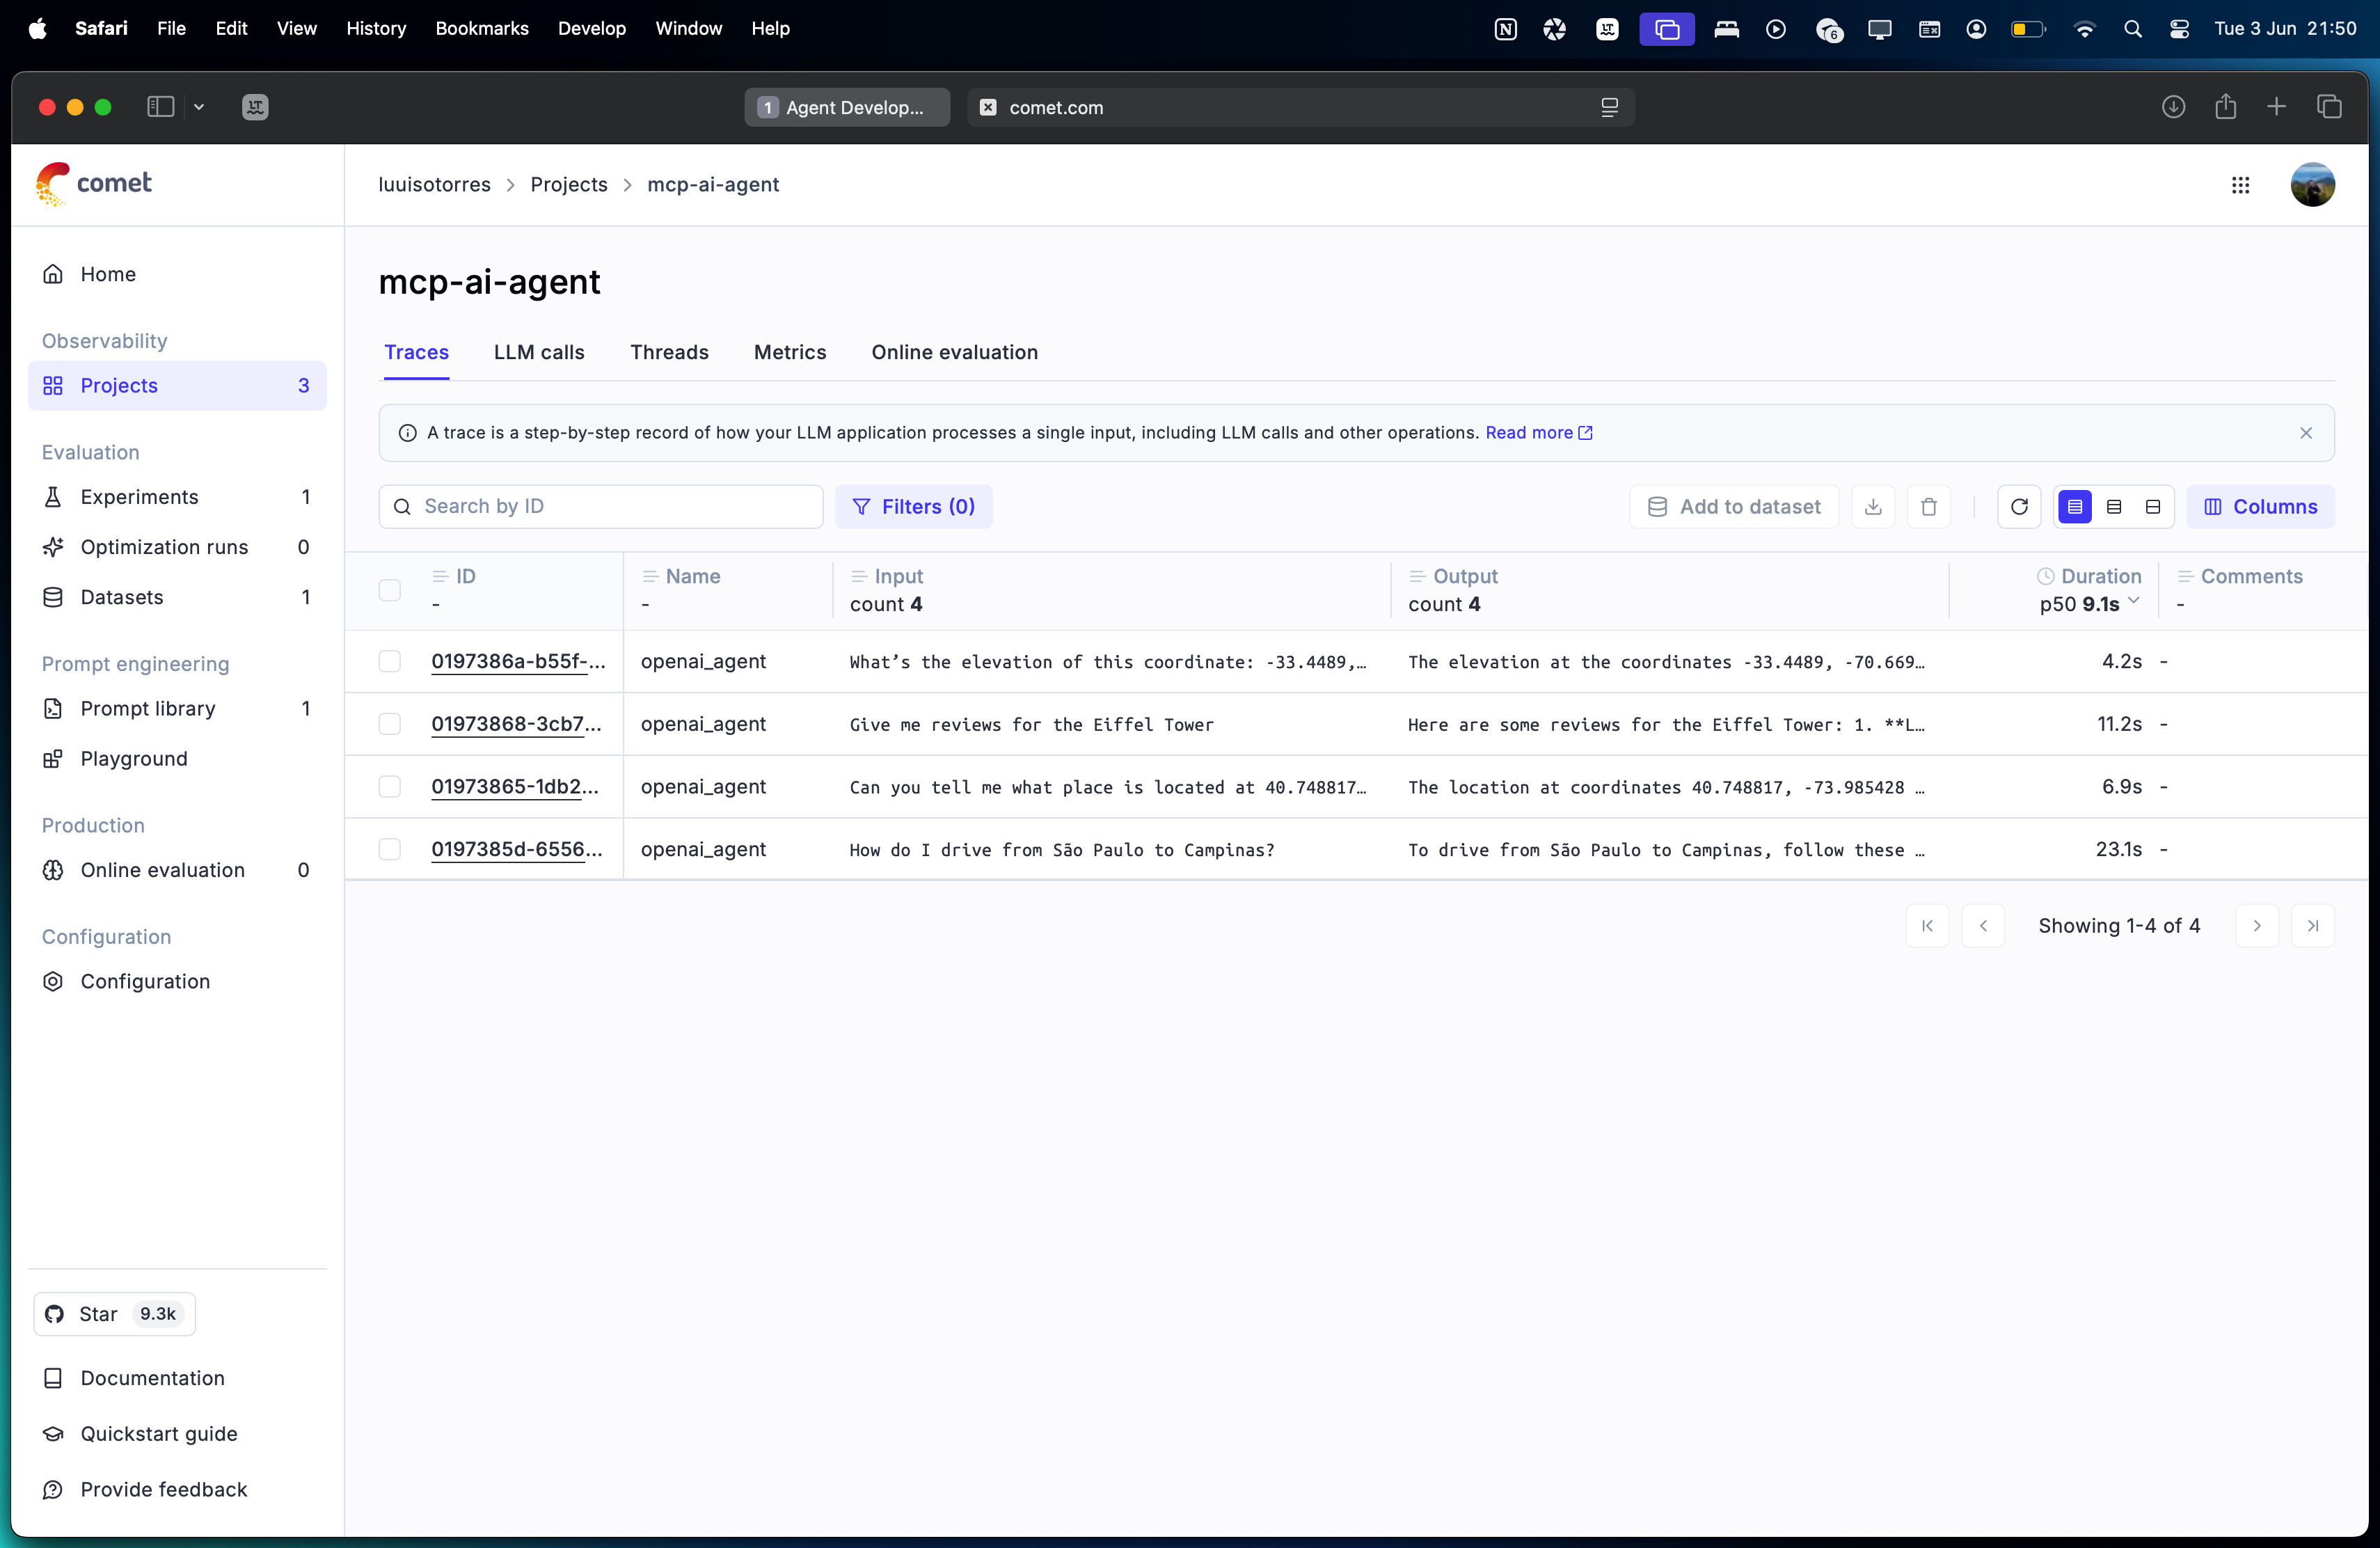 Safari File Edit View History Bookmarks Develop Window Help
6
Tue 3 Jun 21:50
LT
1 Agent Develop...
comet.com
comet
luuisotorres > Projects > mcp-ai-agent
Home
Observability
Projects 3
Evaluation
Experiments 1
Optimization runs 0
Datasets 1
Prompt engineering
Prompt library 1
Playground
Production
Online evaluation 0
Configuration
Configuration
Star 9.3k
Documentation
Quickstart guide
Provide feedback
mcp-ai-agent
Traces LLM calls Threads Metrics Online evaluation
A trace is a step-by-step record of how your LLM application processes a single input, including LLM calls and other operations. Read more
Search by ID
Filters (0)
Add to dataset
Columns
ID Name Input Output Duration Comments
- - count 4 count 4 p50 9.1s -
0197386a-b55f-... openai_agent What’s the elevation of this coordinate: -33.4489,… The elevation at the coordinates -33.4489, -70.669… 4.2s -
01973868-3cb7... openai_agent Give me reviews for the Eiffel Tower Here are some reviews for the Eiffel Tower: 1. **L… 11.2s -
01973865-1db2... openai_agent Can you tell me what place is located at 40.748817… The location at coordinates 40.748817, -73.985428 … 6.9s -
0197385d-6556... openai_agent How do I drive from São Paulo to Campinas? To drive from São Paulo to Campinas, follow these … 23.1s -
Showing 1-4 of 4